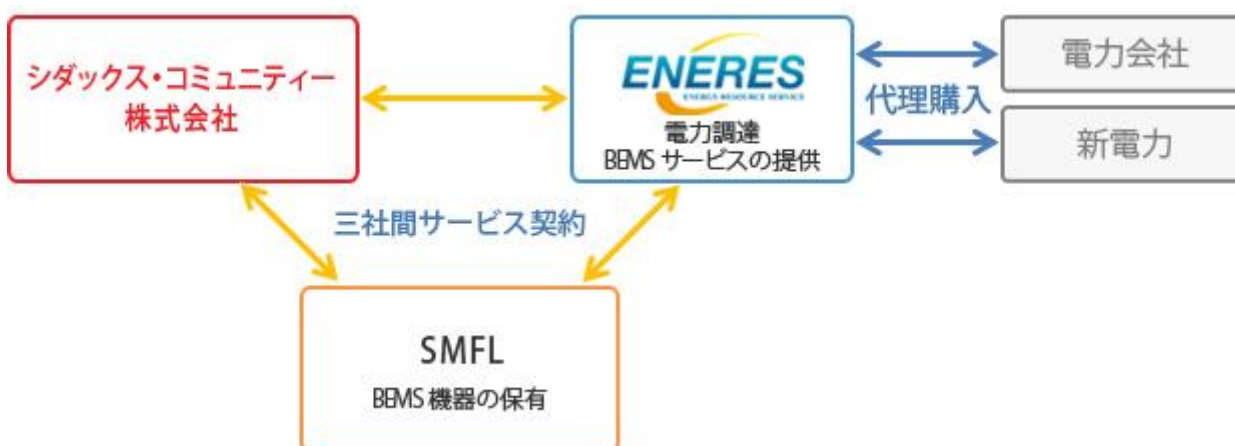 シダックス・コミュニティー
株式会社
ENERES
ENERGY RESOURCE SERVICE
電力調達
BEMS サービスの提供
代理購入
電力会社
新電力
三社間サービス契約
SMFL
BEMS 機器の保有